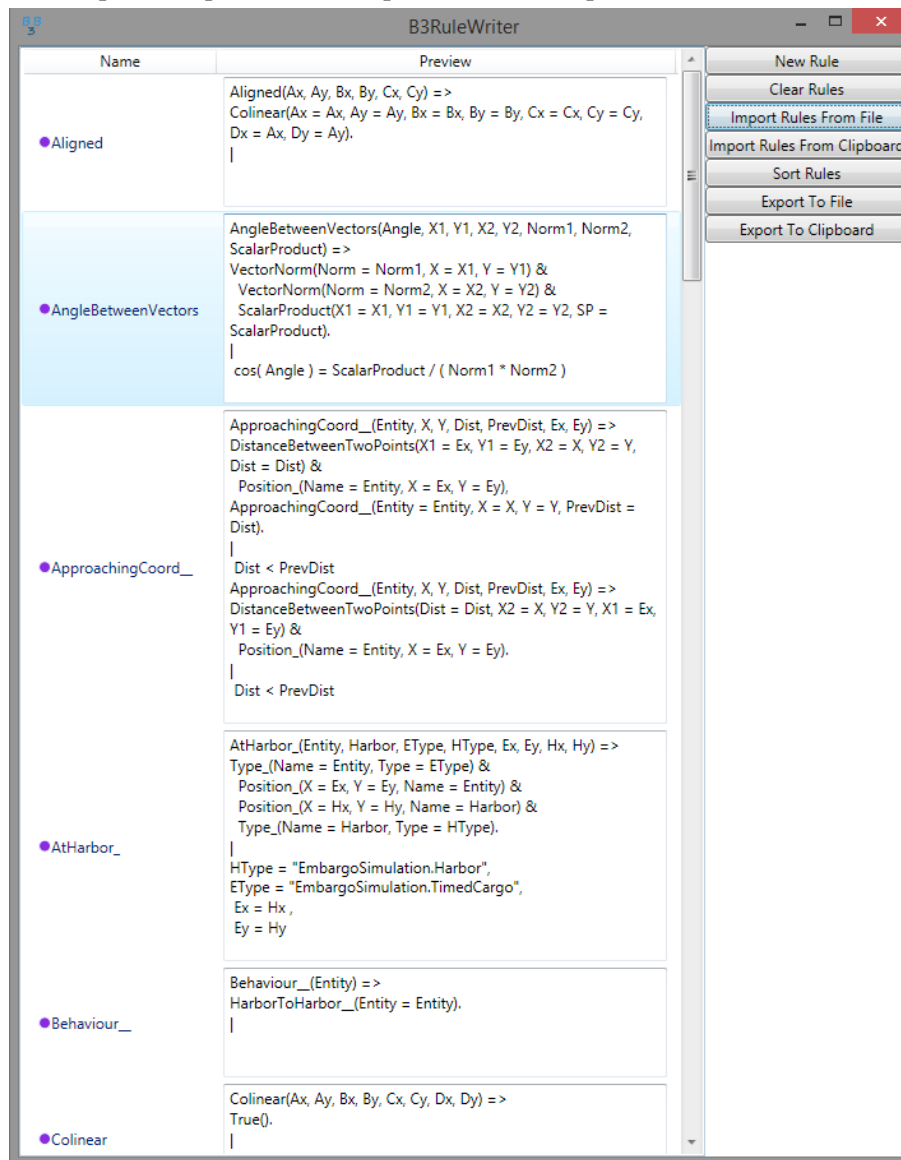 B B
3
B3RuleWriter
Name
Preview
Aligned
Aligned(Ax, Ay, Bx, By, Cx, Cy) =>
Colinear(Ax = Ax, Ay = Ay, Bx = Bx, By = By, Cx = Cx, Cy = Cy,
Dx = Ax, Dy = Ay).
|
AngleBetweenVectors
AngleBetweenVectors(Angle, X1, Y1, X2, Y2, Norm1, Norm2,
ScalarProduct) =>
VectorNorm(Norm = Norm1, X = X1, Y = Y1) &
VectorNorm(Norm = Norm2, X = X2, Y = Y2) &
ScalarProduct(X1 = X1, Y1 = Y1, X2 = X2, Y2 = Y2, SP =
ScalarProduct).
|
cos( Angle ) = ScalarProduct / ( Norm1 * Norm2 )
ApproachingCoord__
ApproachingCoord__(Entity, X, Y, Dist, PrevDist, Ex, Ey) =>
DistanceBetweenTwoPoints(X1 = Ex, Y1 = Ey, X2 = X, Y2 = Y,
Dist = Dist) &
Position_(Name = Entity, X = Ex, Y = Ey),
ApproachingCoord__(Entity = Entity, X = X, Y = Y, PrevDist =
Dist).
|
Dist < PrevDist
ApproachingCoord__(Entity, X, Y, Dist, PrevDist, Ex, Ey) =>
DistanceBetweenTwoPoints(Dist = Dist, X2 = X, Y2 = Y, X1 = Ex,
Y1 = Ey) &
Position_(Name = Entity, X = Ex, Y = Ey).
|
Dist < PrevDist
AtHarbor_
AtHarbor_(Entity, Harbor, EType, HType, Ex, Ey, Hx, Hy) =>
Type_(Name = Entity, Type = EType) &
Position_(X = Ex, Y = Ey, Name = Entity) &
Position_(X = Hx, Y = Hy, Name = Harbor) &
Type_(Name = Harbor, Type = HType).
|
HType = "EmbargoSimulation.Harbor",
EType = "EmbargoSimulation.TimedCargo",
Ex = Hx ,
Ey = Hy
Behaviour__
Behaviour__(Entity) =>
HarborToHarbor__(Entity = Entity).
|
Colinear
Colinear(Ax, Ay, Bx, By, Cx, Cy, Dx, Dy) =>
True().
|
New Rule
Clear Rules
Import Rules From File
Import Rules From Clipboard
Sort Rules
Export To File
Export To Clipboard